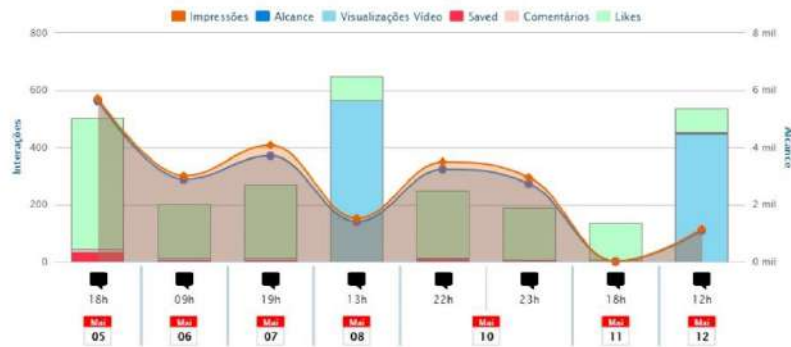 Impressões Alcance Visualizações Vídeo Saved Comentários Likes
800 8 mil
600 6 mil
400 4 mil
200 2 mil
0 0 mil
Interações
Alcance
18h 09h 19h 13h 22h 23h 18h 12h
Mai Mai Mai Mai Mai Mai Mai
05 06 07 08 10 11 12